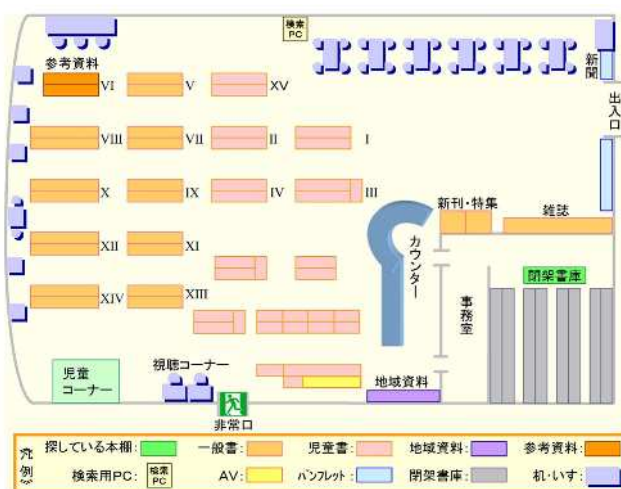 検索
PC
参考資料
新聞
VI
V
XV
出入口
VIII
VII
II
I
X
IX
IV
III
新刊・特集
雑誌
XII
XI
カウンター
閉架書庫
XIV
XIII
事務室
児童
コーナー
視聴コーナー
地域資料
非常口
凡例
探している本棚:
一般書:
児童書:
地域資料:
参考資料:
検索用PC:
検索
PC
AV:
パンフレット:
閉架書庫:
机・いす: